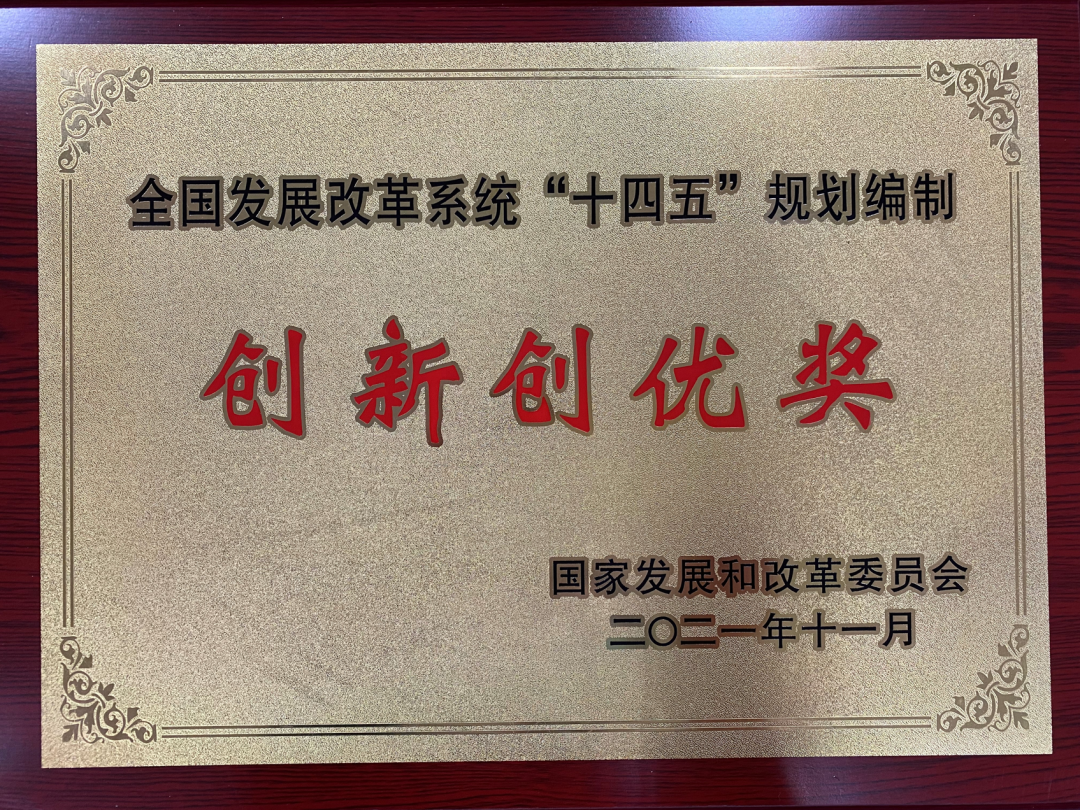 全国发展改革系统“十四五”规划编制
创新创优奖
国家发展和改革委员会
二〇二一年十一月